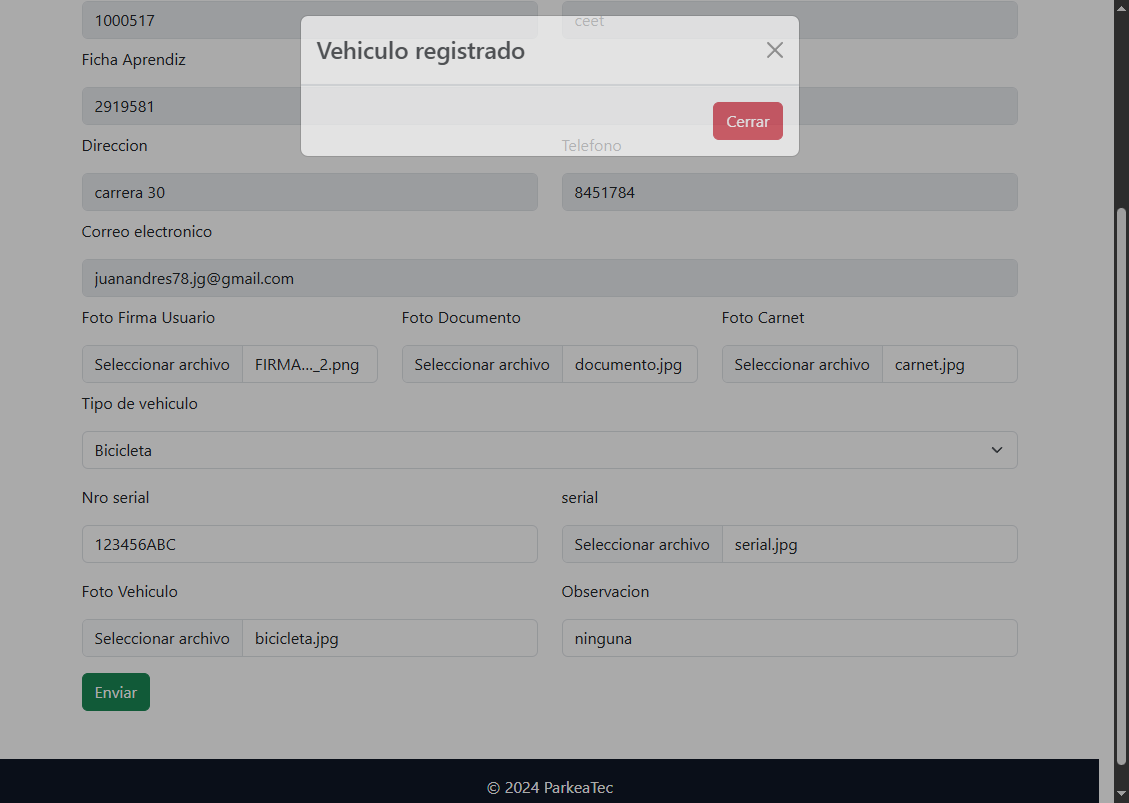 1000517
ceet
Vehiculo registrado
Ficha Aprendiz
2919581
Cerrar
Direccion
Telefono
carrera 30
8451784
Correo electronico
juanandres78.jg@gmail.com
Foto Firma Usuario
Foto Documento
Foto Carnet
Seleccionar archivo FIRMA..._2.png
Seleccionar archivo documento.jpg
Seleccionar archivo carnet.jpg
Tipo de vehiculo
Bicicleta
Nro serial
serial
123456ABC
Seleccionar archivo serial.jpg
Foto Vehiculo
Observacion
Seleccionar archivo bicicleta.jpg
ninguna
Enviar
© 2024 ParkeaTec